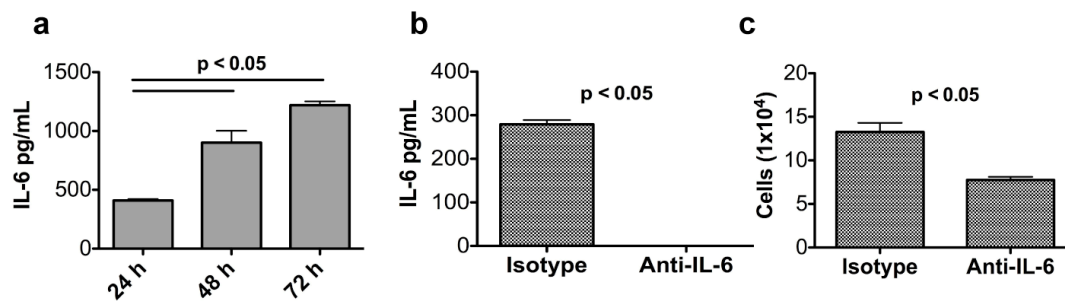 a
IL-6 pg/mL
1500
1000
500
0
p < 0.05
24 h
48 h
72 h
b
IL-6 pg/mL
400
300
200
100
0
p < 0.05
Isotype
Anti-IL-6
c
Cells (1x10⁴)
20
15
10
5
0
p < 0.05
Isotype
Anti-IL-6